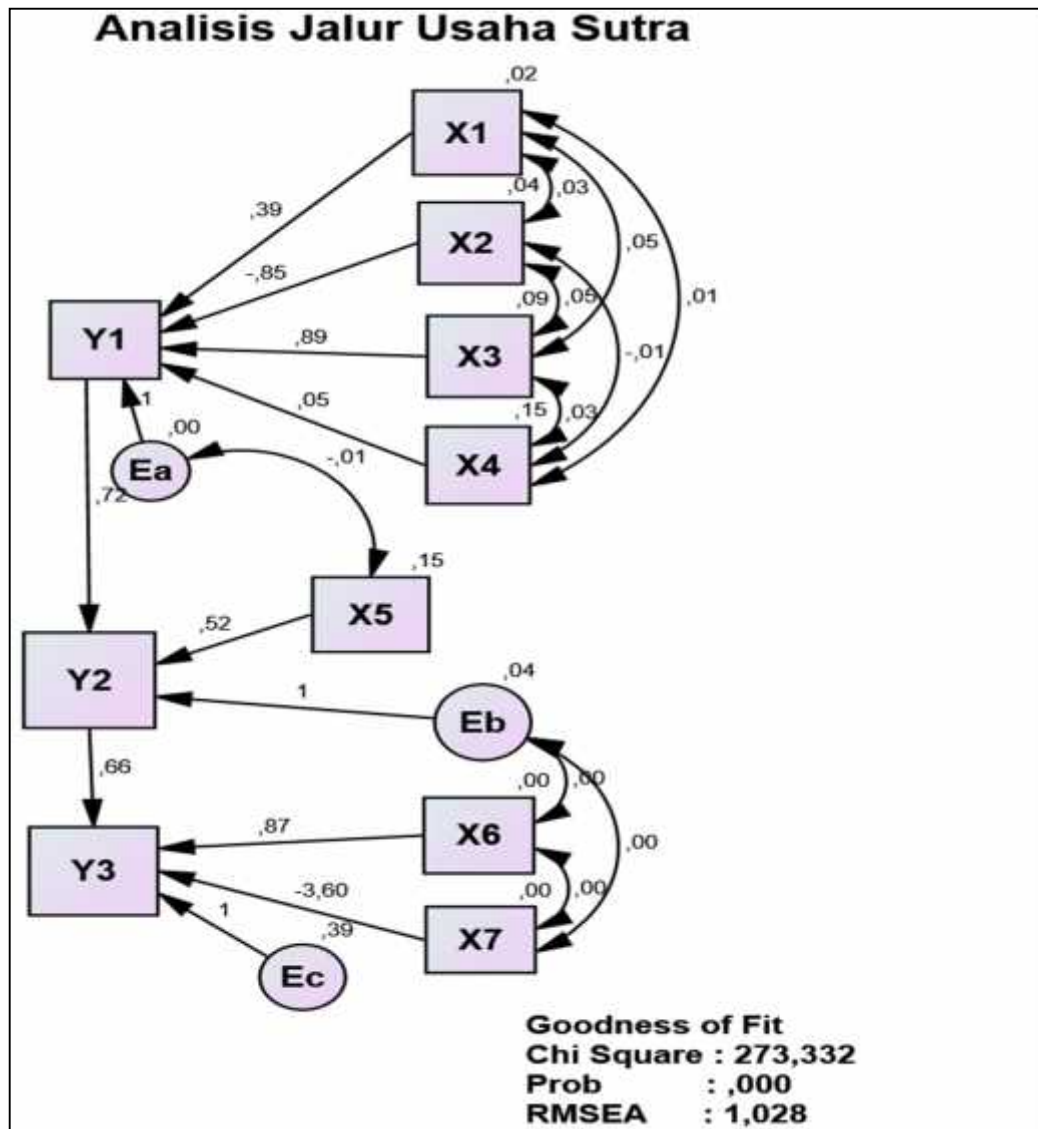 Analisis Jalur Usaha Sutra
,02
X1
,04
,03
,39
X2
,05
-,85
,09
,05
,01
Y1
,89
X3
-,01
,05
,15
,03
1
,00
X4
Ea
-,01
,72
,15
X5
,52
Y2
,04
1
Eb
,66
,00
,00
X6
,87
,00
Y3
-3,60
,00
,00
1
,39
X7
Ec
Goodness of Fit
Chi Square : 273,332
Prob : ,000
RMSEA : 1,028